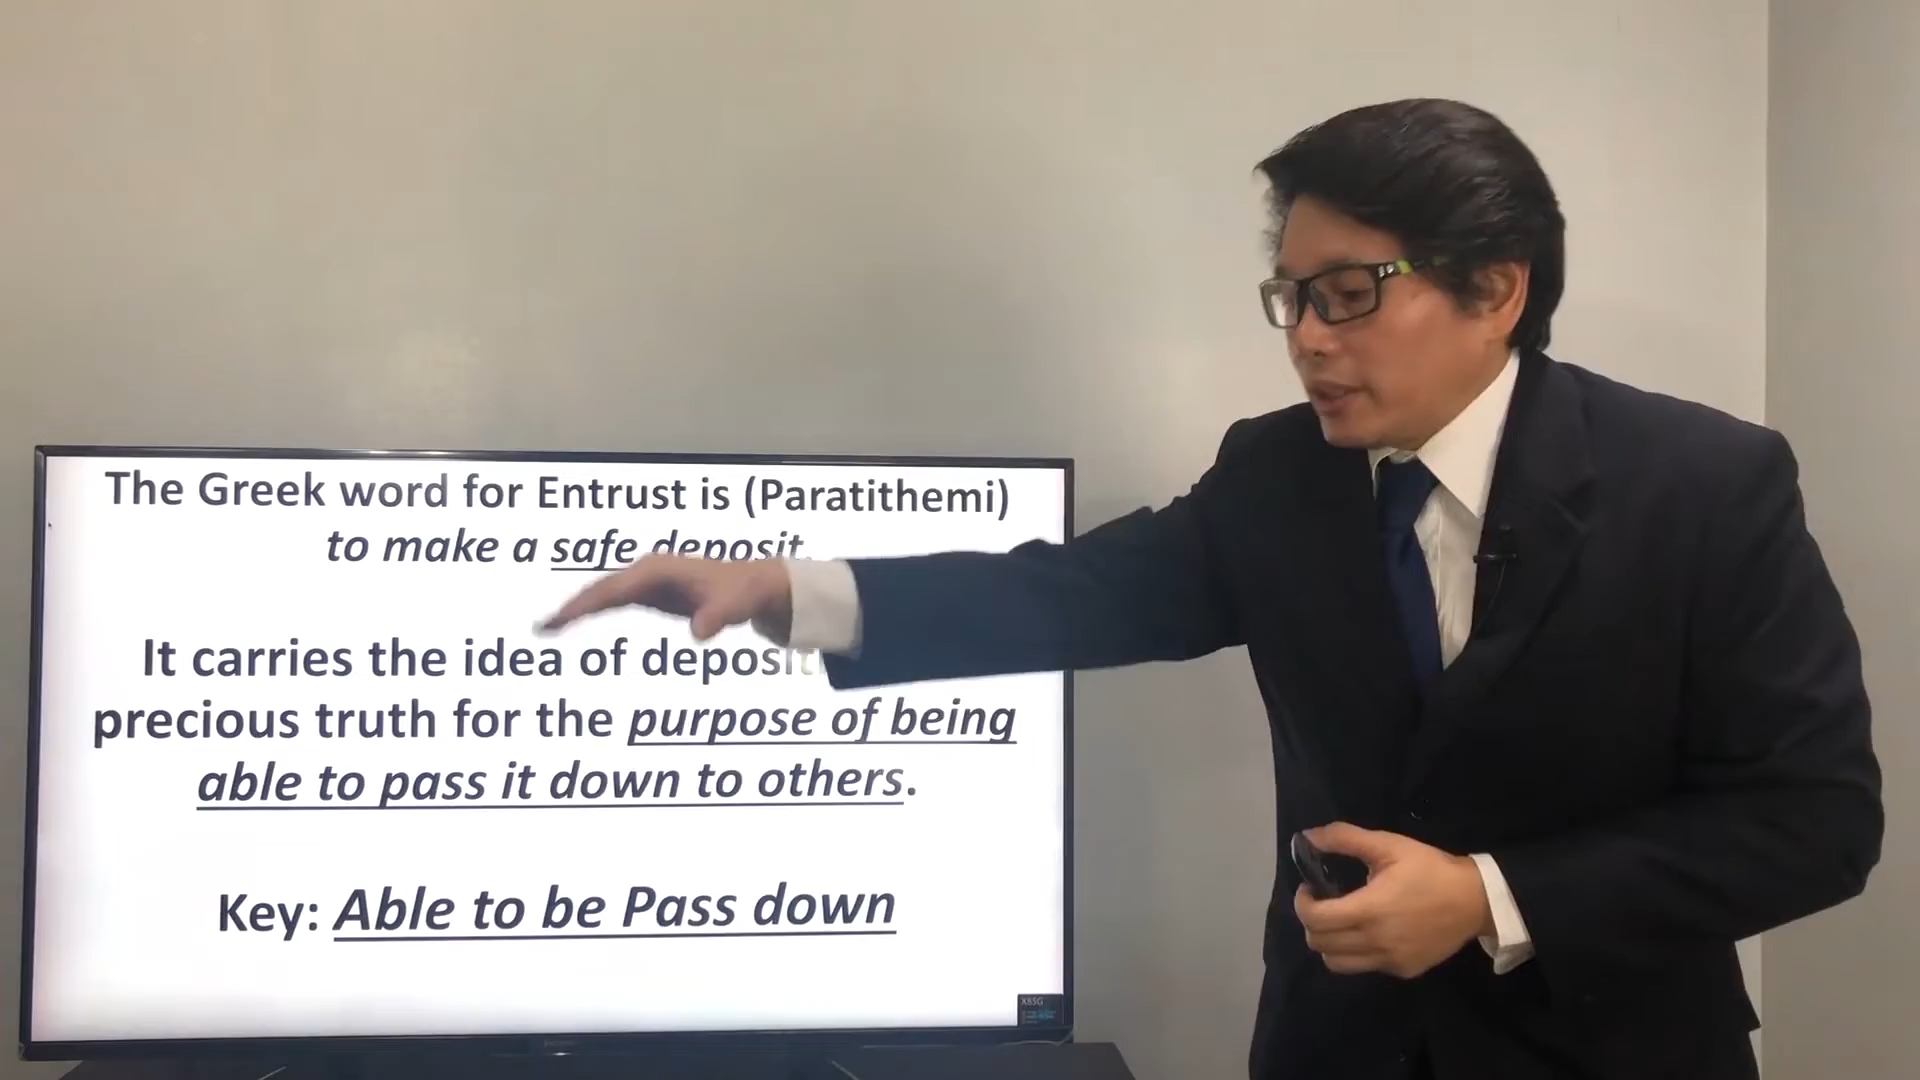 The Greek word for Entrust is (Paratithemi)
to make a safe deposit.
It carries the idea of
precious truth for the purpose of being
able to pass it down to others.
Key: Able to be Pass down
X85G